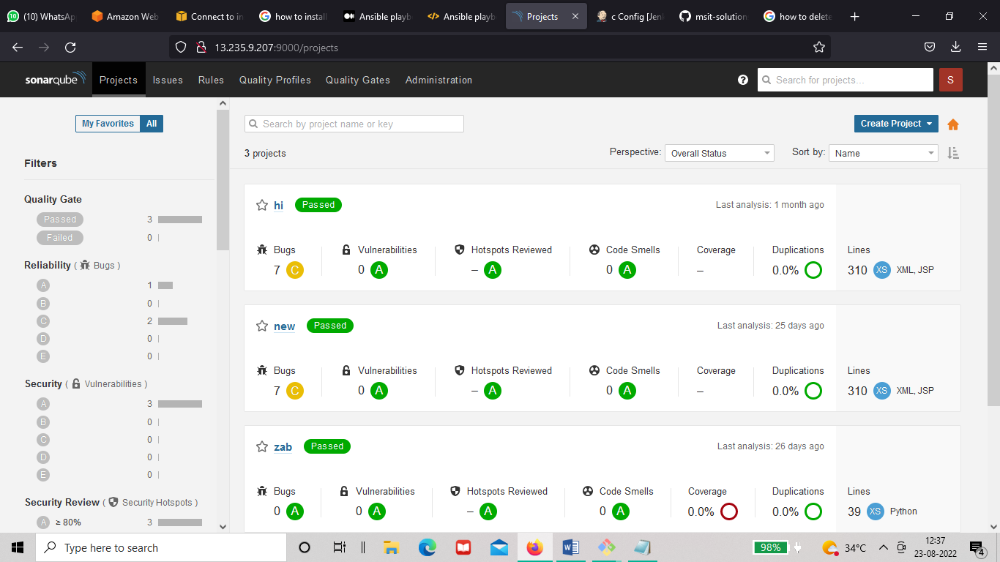 (10) WhatsApp
Amazon Web
Connect to in
how to install
Ansible playb
Ansible playb
Projects
c Config [Jenk
msit-solution
how to delete
13.235.9.207:9000/projects
sonarqube Projects Issues Rules Quality Profiles Quality Gates Administration
? Search for projects... S
My Favorites All
Search by project name or key
Create Project
3 projects
Perspective: Overall Status
Sort by: Name
Filters
Quality Gate
Passed 3
Failed 0
Reliability ( Bugs )
A 1
B 0
C 2
D 0
E 0
Security ( Vulnerabilities )
A 3
B 0
C 0
D 0
E 0
Security Review ( Security Hotspots )
A ≥ 80% 3
hi Passed Last analysis: 1 month ago
Bugs Vulnerabilities Hotspots Reviewed Code Smells Coverage Duplications Lines
7 C 0 A – A 0 A – 0.0% 310 XS XML, JSP
new Passed Last analysis: 25 days ago
Bugs Vulnerabilities Hotspots Reviewed Code Smells Coverage Duplications Lines
7 C 0 A – A 0 A – 0.0% 310 XS XML, JSP
zab Passed Last analysis: 26 days ago
Bugs Vulnerabilities Hotspots Reviewed Code Smells Coverage Duplications Lines
0 A 0 A – A 0 A 0.0% 0.0% 39 XS Python
Type here to search
W
98%
34°C
12:37
23-08-2022
4